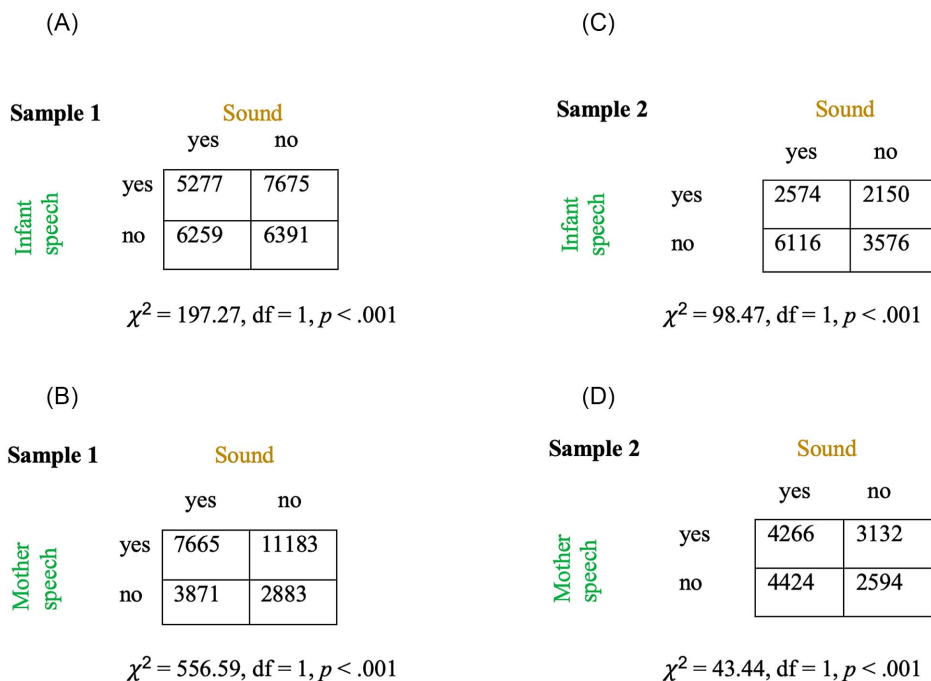 (A)
Sample 1
Sound
yes no
Infant speech
yes 5277 7675
no 6259 6391
χ² = 197.27, df = 1, p < .001
(B)
Sample 1
Sound
yes no
Mother speech
yes 7665 11183
no 3871 2883
χ² = 556.59, df = 1, p < .001
(C)
Sample 2
Sound
yes no
Infant speech
yes 2574 2150
no 6116 3576
χ² = 98.47, df = 1, p < .001
(D)
Sample 2
Sound
yes no
Mother speech
yes 4266 3132
no 4424 2594
χ² = 43.44, df = 1, p < .001